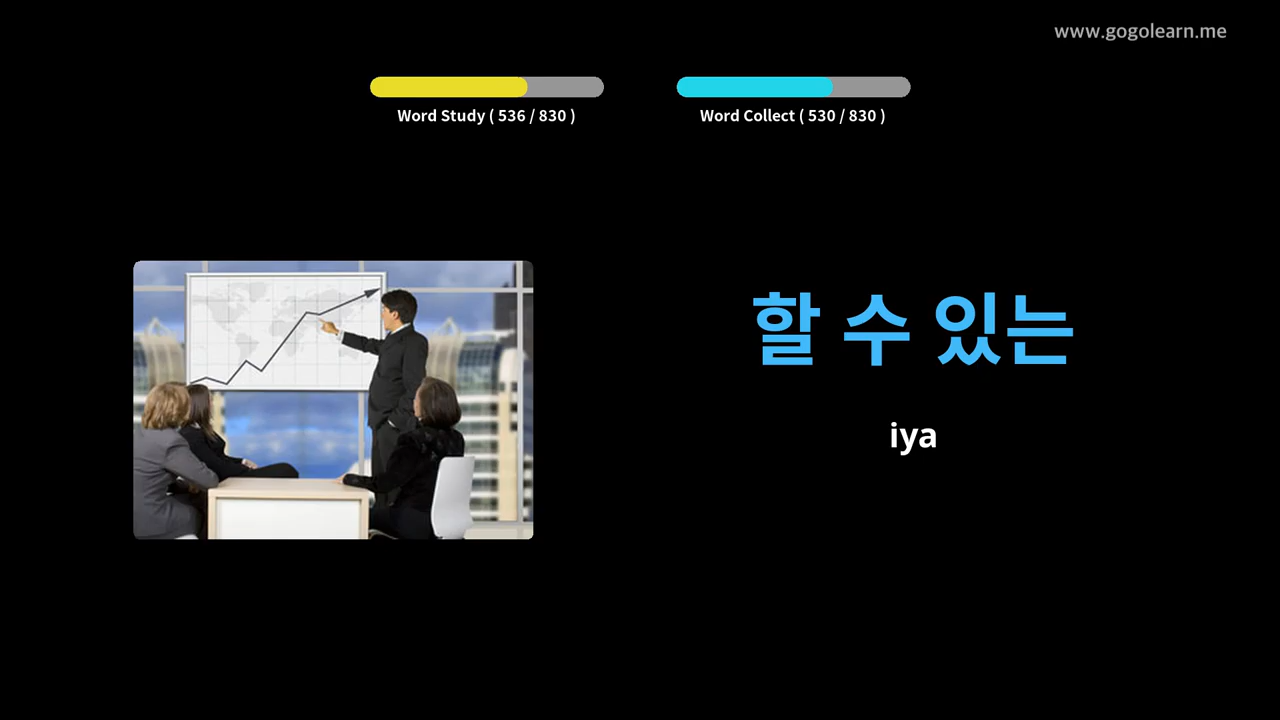 www.gogolearn.me
Word Study ( 536 / 830 )
Word Collect ( 530 / 830 )
할 수 있는
iya